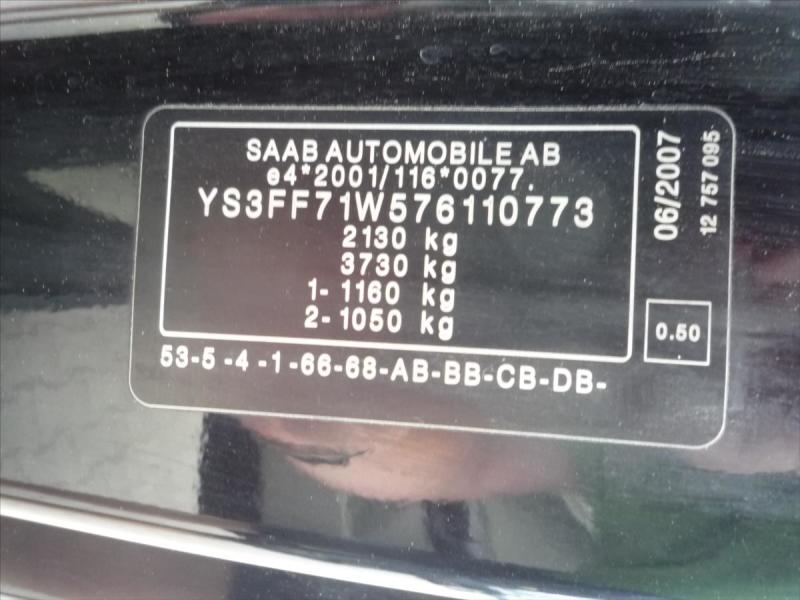 SAAB AUTOMOBILE AB
e4*2001/116*0077.
YS3FF71W576110773
2130 kg
3730 kg
1- 1160 kg
2- 1050 kg
53-5-4-1-66-68-AB-BB-CB-DB-
06/2007
12 757 095
0.50